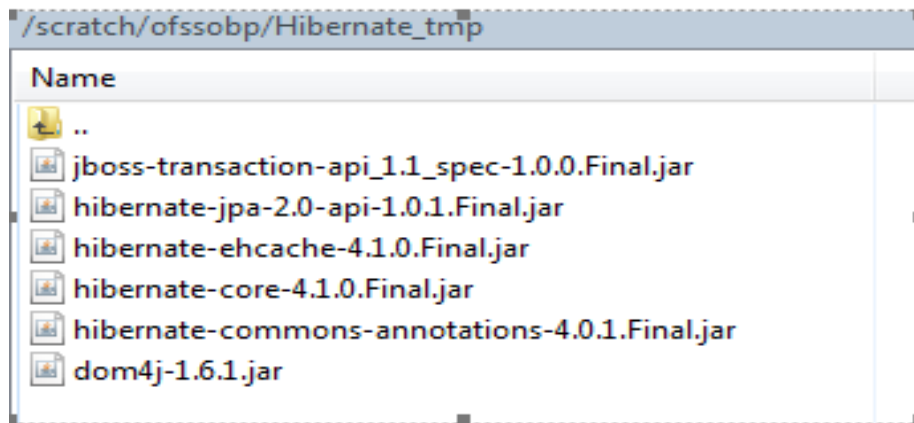 /scratch/ofssobp/Hibernate_tmp
Name
..
jboss-transaction-api_1.1_spec-1.0.0.Final.jar
hibernate-jpa-2.0-api-1.0.1.Final.jar
hibernate-ehcache-4.1.0.Final.jar
hibernate-core-4.1.0.Final.jar
hibernate-commons-annotations-4.0.1.Final.jar
dom4j-1.6.1.jar